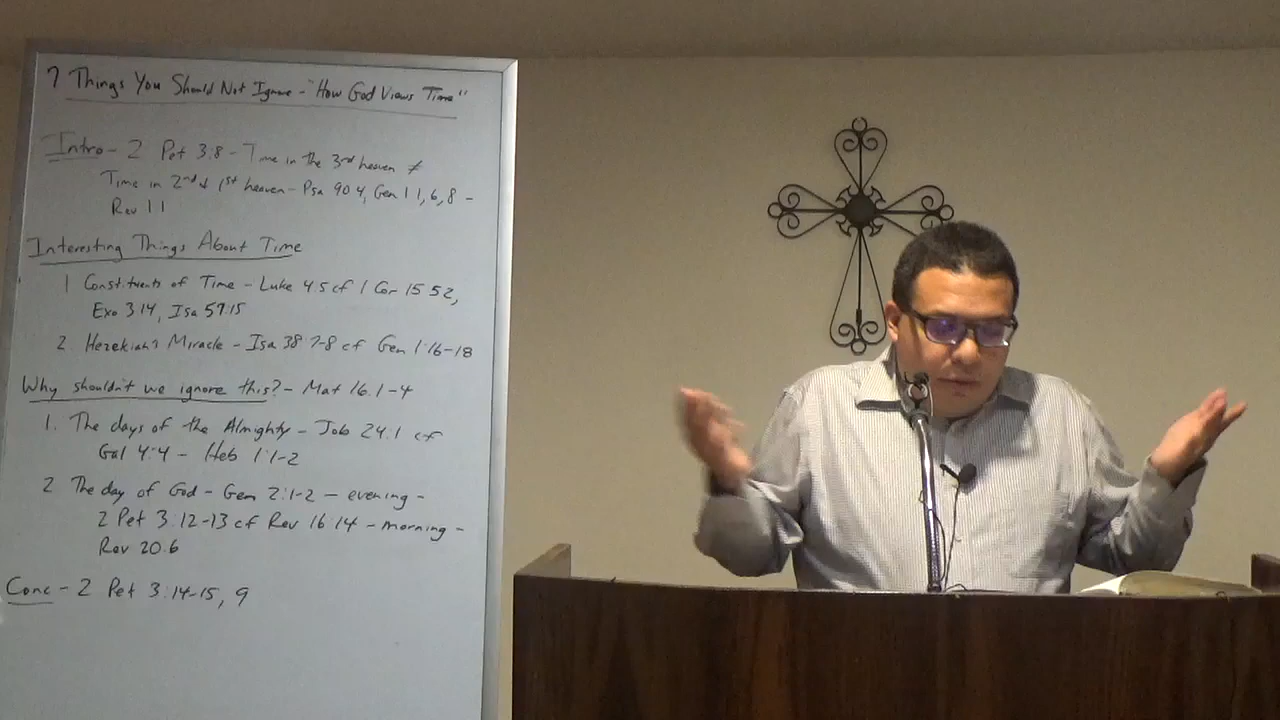 7 Things You Should Not Ignore - "How God Views Time"
Intro - 2 Pet 3:8 - Time in the 3rd heaven ≠
Time in 2nd & 1st heaven - Psa 90 4, Gen 1 1, 6, 8 -
Rev 1 1
Interesting Things About Time
1 Constituents of Time - Luke 4:5 cf 1 Cor 15 52,
Exo 3:14, Isa 57:15
2. Hezekiah's Miracle - Isa 38:7-8 cf Gen 1:16-18
Why shouldn't we ignore this? - Mat 16:1-4
1. The days of the Almighty - Job 24:1 cf
Gal 4:4 - Heb 1:1-2
2 The day of God - Gen 2:1-2 - evening -
2 Pet 3:12-13 cf Rev 16:14 - morning -
Rev 20:6
Conc - 2 Pet 3:14-15, 9